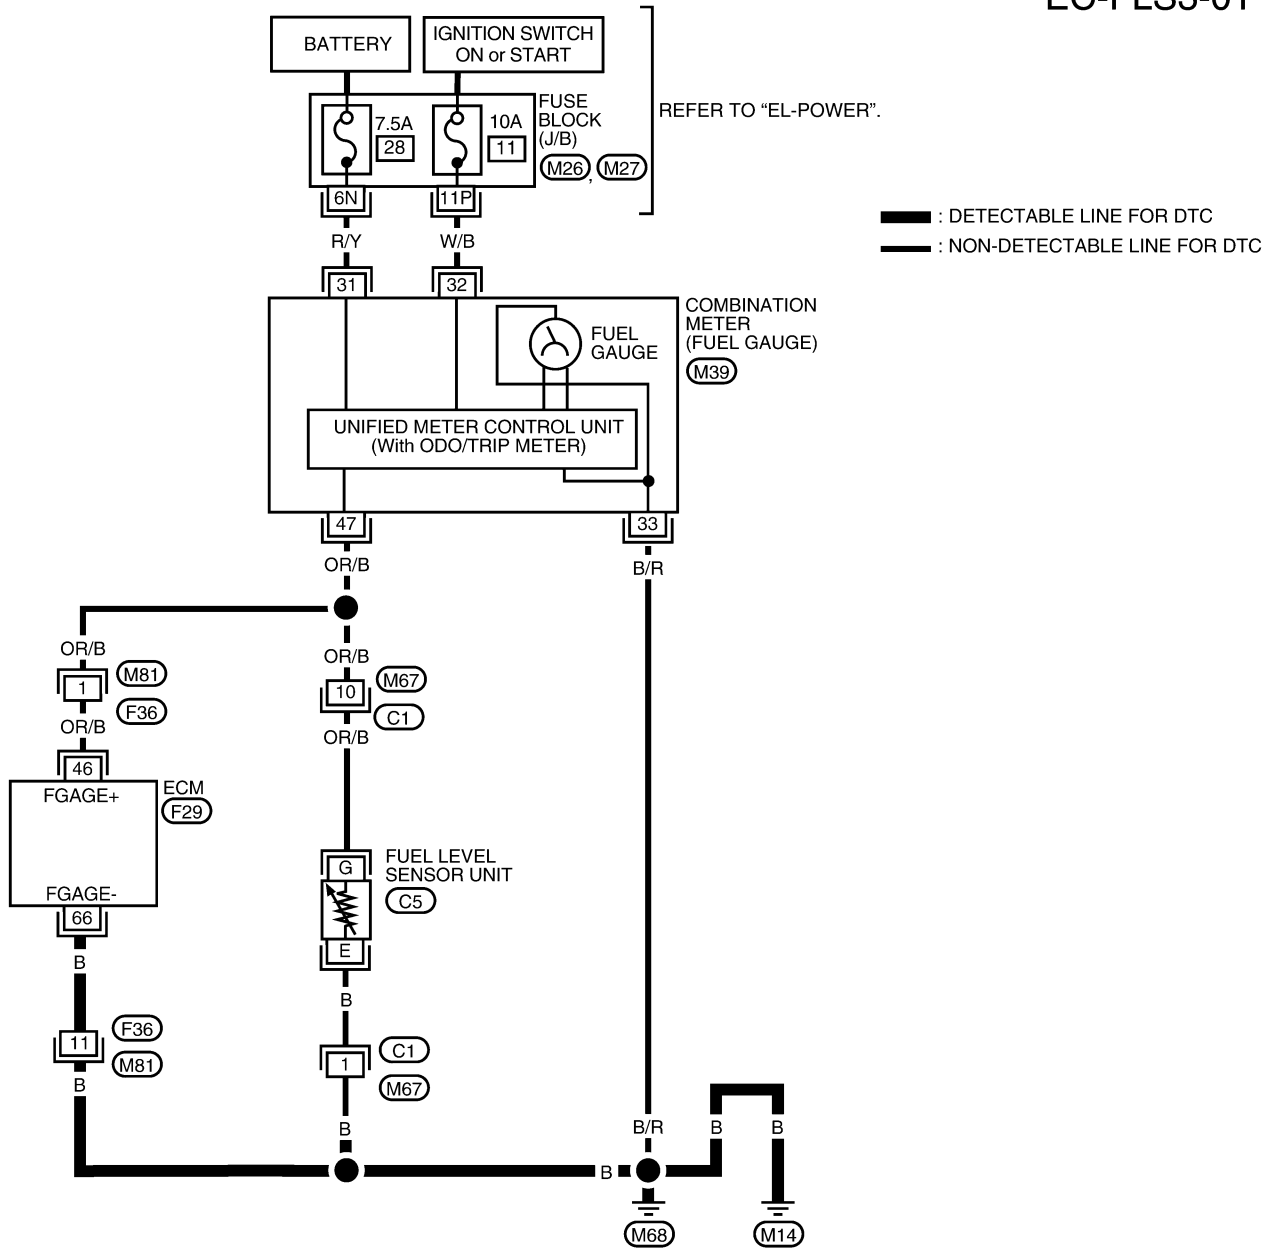 BATTERY
IGNITION SWITCH
ON or START
FUSE
BLOCK
(J/B)
7.5A
28
10A
11
M26 , M27
REFER TO “EL-POWER”.
6N
11P
: DETECTABLE LINE FOR DTC
: NON-DETECTABLE LINE FOR DTC
R/Y
W/B
31
32
COMBINATION
METER
(FUEL GAUGE)
M39
FUEL
GAUGE
UNIFIED METER CONTROL UNIT
(With ODO/TRIP METER)
47
33
OR/B
B/R
OR/B
OR/B
1
M81
F36
10
M67
C1
OR/B
OR/B
46
FGAGE+
ECM
F29
FGAGE-
66
G
FUEL LEVEL
SENSOR UNIT
C5
E
B
B
11
F36
M81
1
C1
M67
B
B
B/R
B
B
B
M68
M14